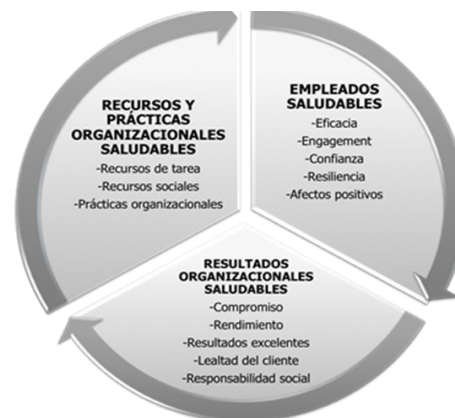 RECURSOS Y
PRÁCTICAS
ORGANIZACIONALES
SALUDABLES
-Recursos de tarea
-Recursos sociales
-Prácticas organizacionales
EMPLEADOS
SALUDABLES
-Eficacia
-Engagement
-Confianza
-Resiliencia
-Afectos positivos
RESULTADOS
ORGANIZACIONALES
SALUDABLES
-Compromiso
-Rendimiento
-Resultados excelentes
-Lealtad del cliente
-Responsabilidad social